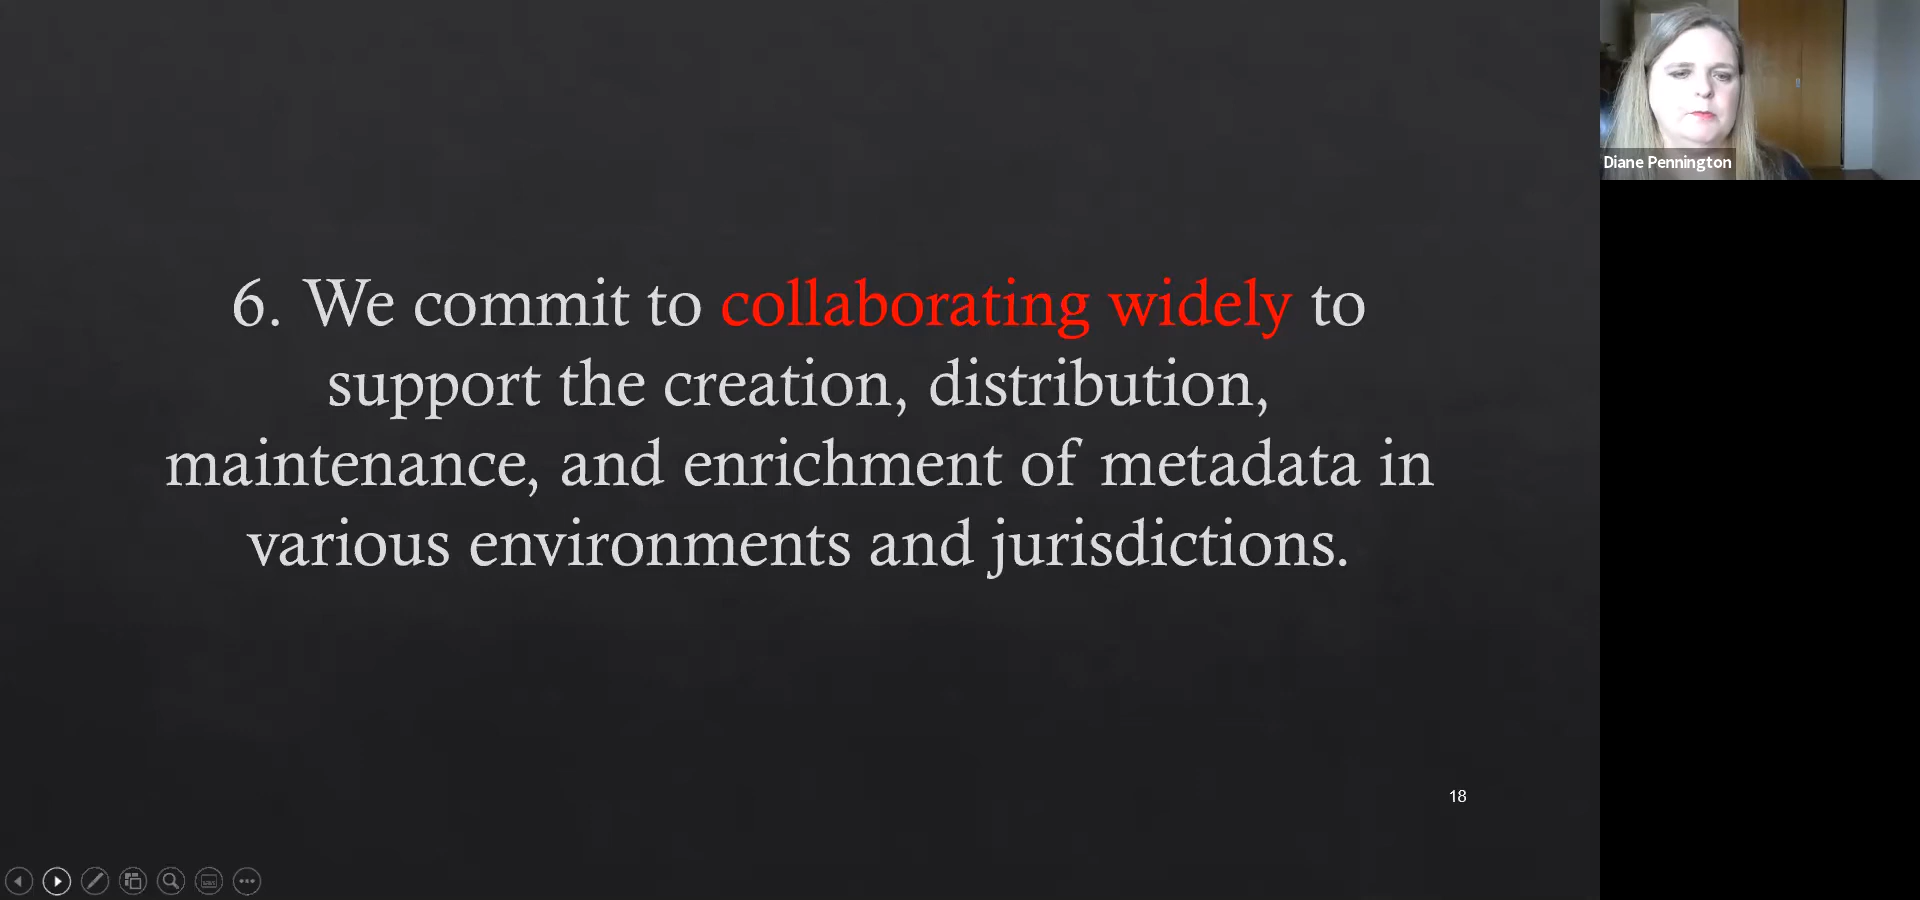 6. We commit to collaborating widely to
support the creation, distribution,
maintenance, and enrichment of metadata in
various environments and jurisdictions.
18
Diane Pennington